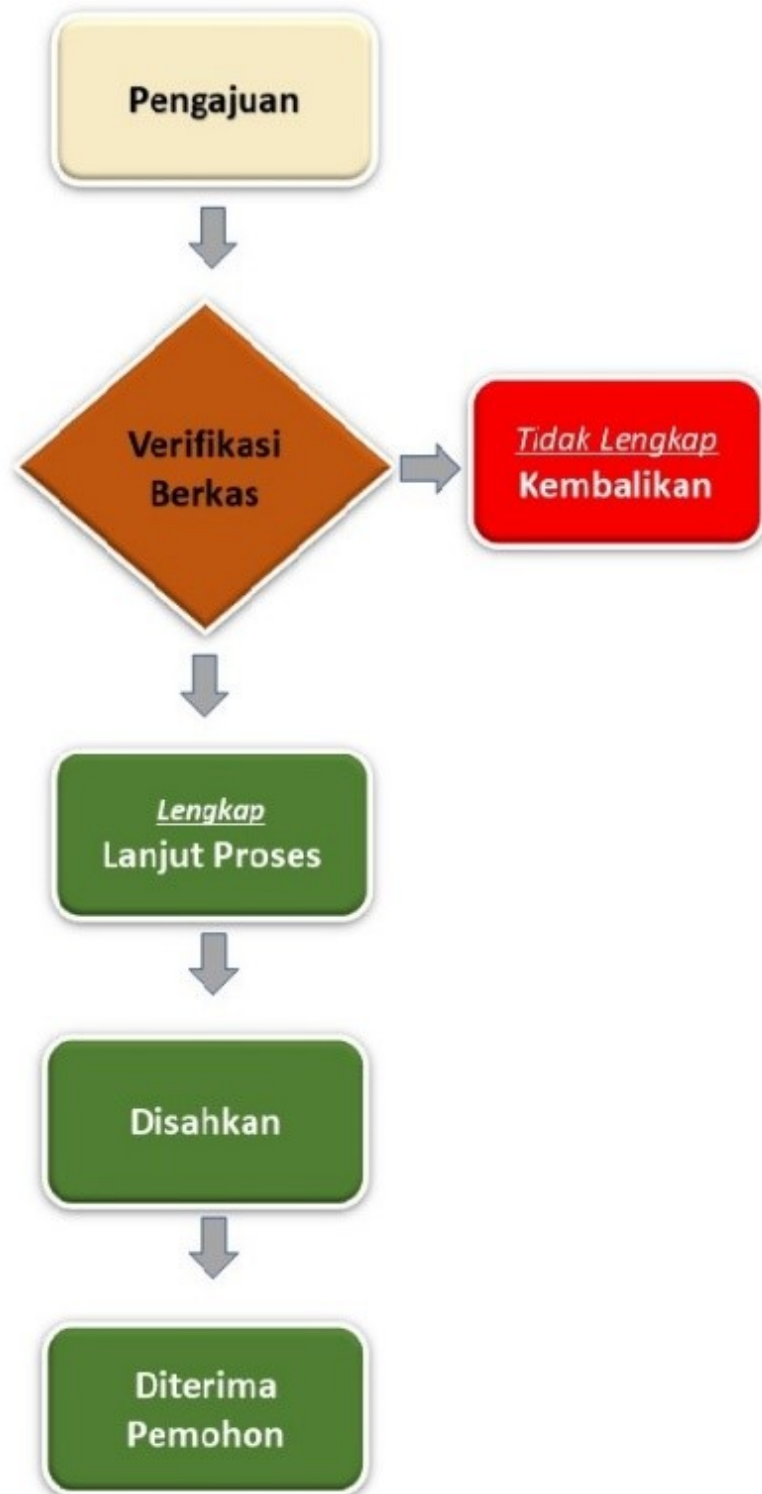 Pengajuan
Verifikasi
Berkas
Tidak Lengkap
Kembalikan
Lengkap
Lanjut Proses
Disahkan
Diterima
Pemohon